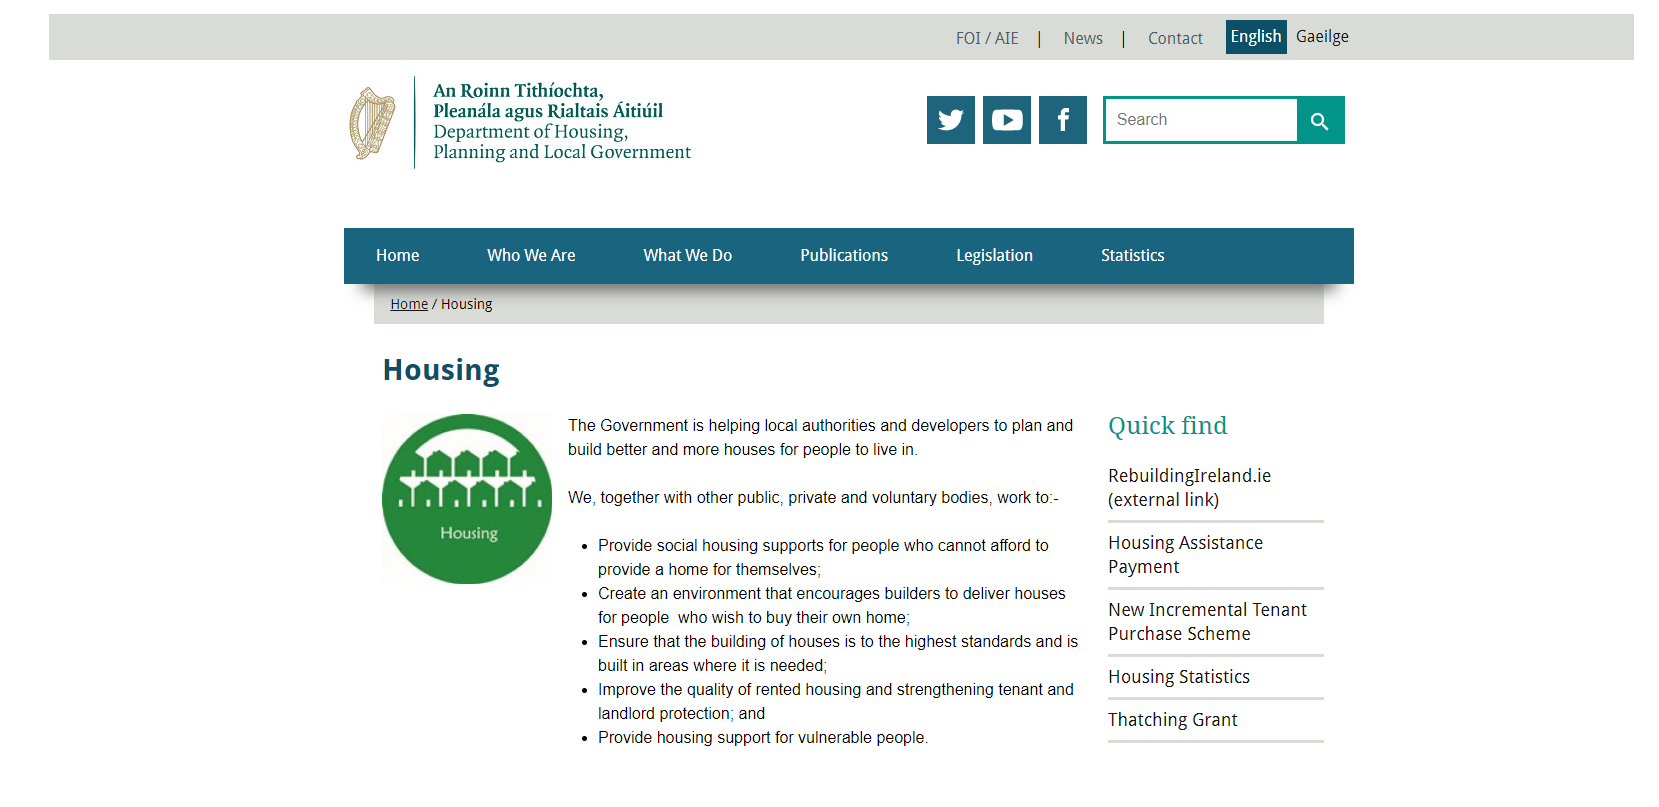 FOI / AIE | News | Contact English Gaeilge
An Roinn Tithíochta,
Pleanála agus Rialtais Áitiúil
Department of Housing,
Planning and Local Government
Search
Home Who We Are What We Do Publications Legislation Statistics
Home / Housing
Housing
Housing
The Government is helping local authorities and developers to plan and
build better and more houses for people to live in.
We, together with other public, private and voluntary bodies, work to:-
• Provide social housing supports for people who cannot afford to
provide a home for themselves;
• Create an environment that encourages builders to deliver houses
for people  who wish to buy their own home;
• Ensure that the building of houses is to the highest standards and is
built in areas where it is needed;
• Improve the quality of rented housing and strengthening tenant and
landlord protection; and
• Provide housing support for vulnerable people.
Quick find
RebuildingIreland.ie
(external link)
Housing Assistance
Payment
New Incremental Tenant
Purchase Scheme
Housing Statistics
Thatching Grant